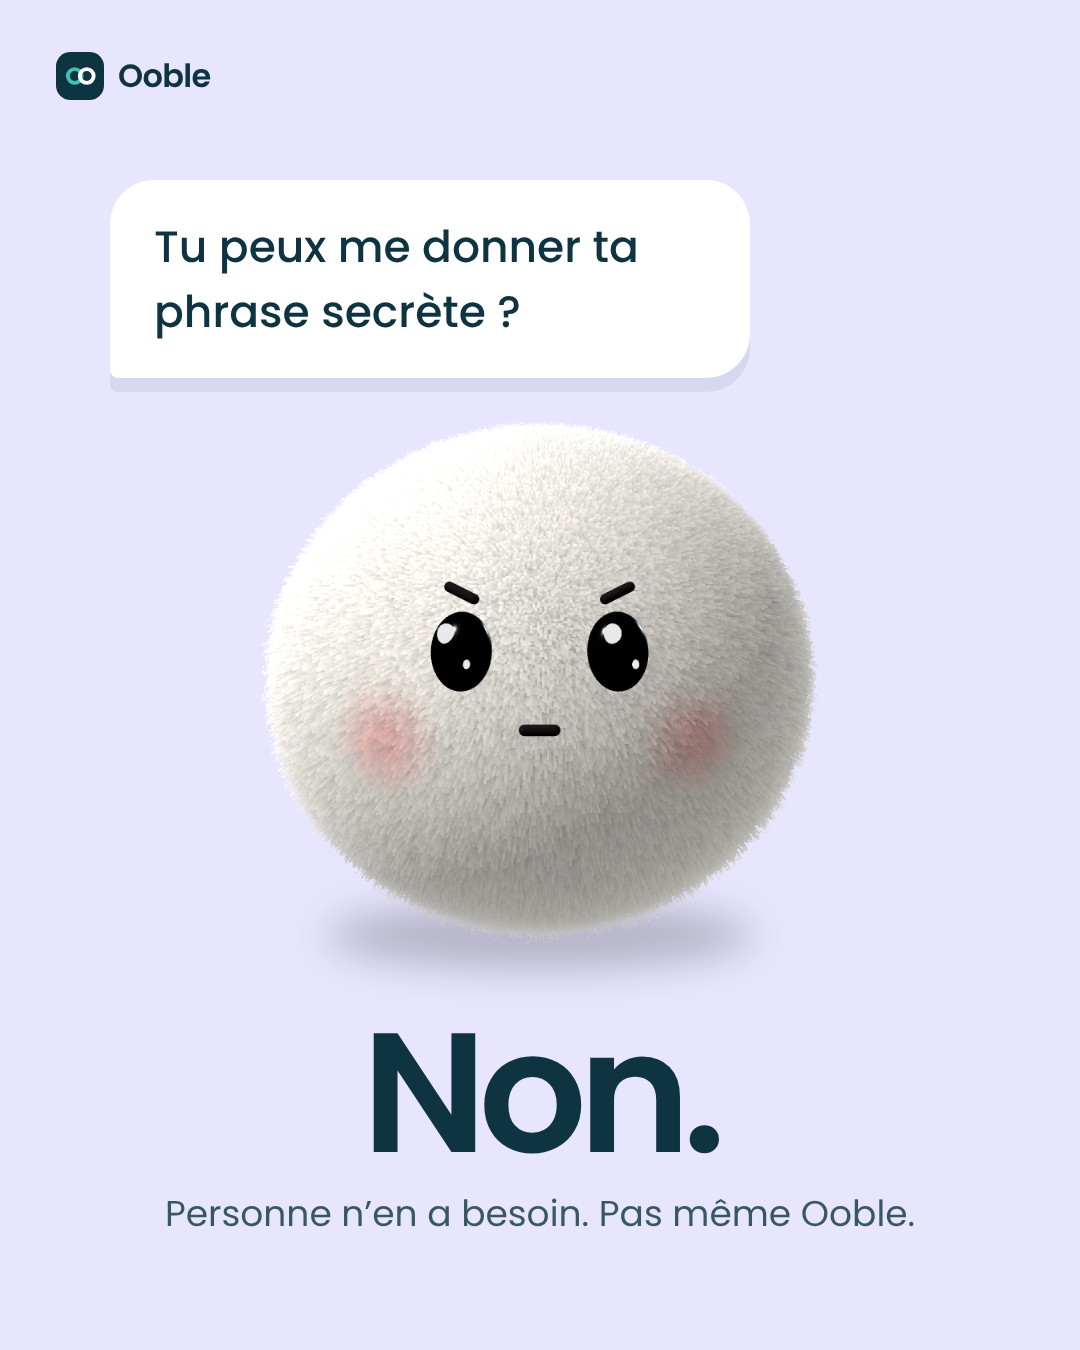 Ooble
Tu peux me donner ta
phrase secrète ?
Non.
Personne n’en a besoin. Pas même Ooble.